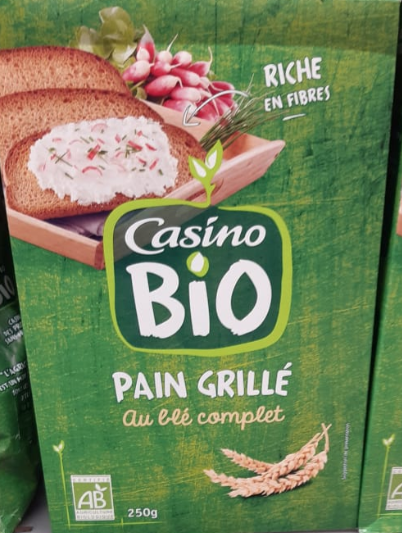 RICHE
EN FIBRES
Casino
BiO
PAIN GRILLÉ
Au blé complet
AB
250g